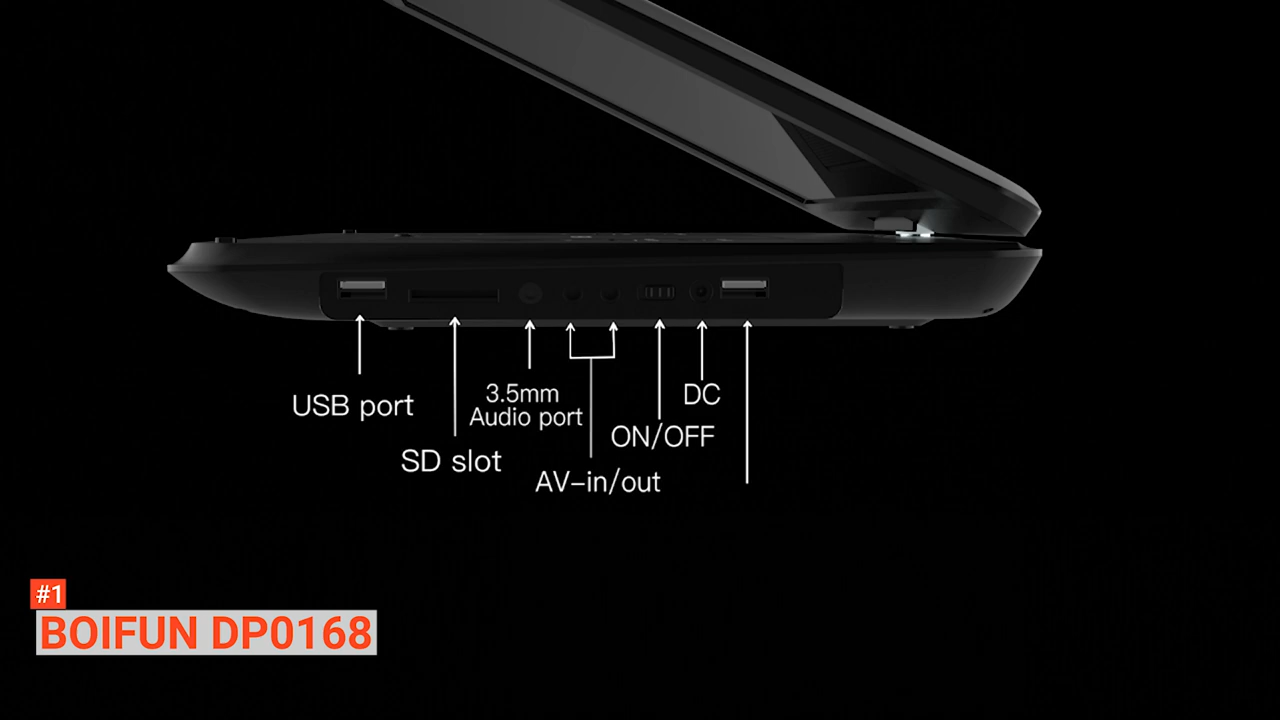 USB port
SD slot
3.5mm
Audio port
AV-in/out
ON/OFF
DC
#1
BOIFUN DP0168